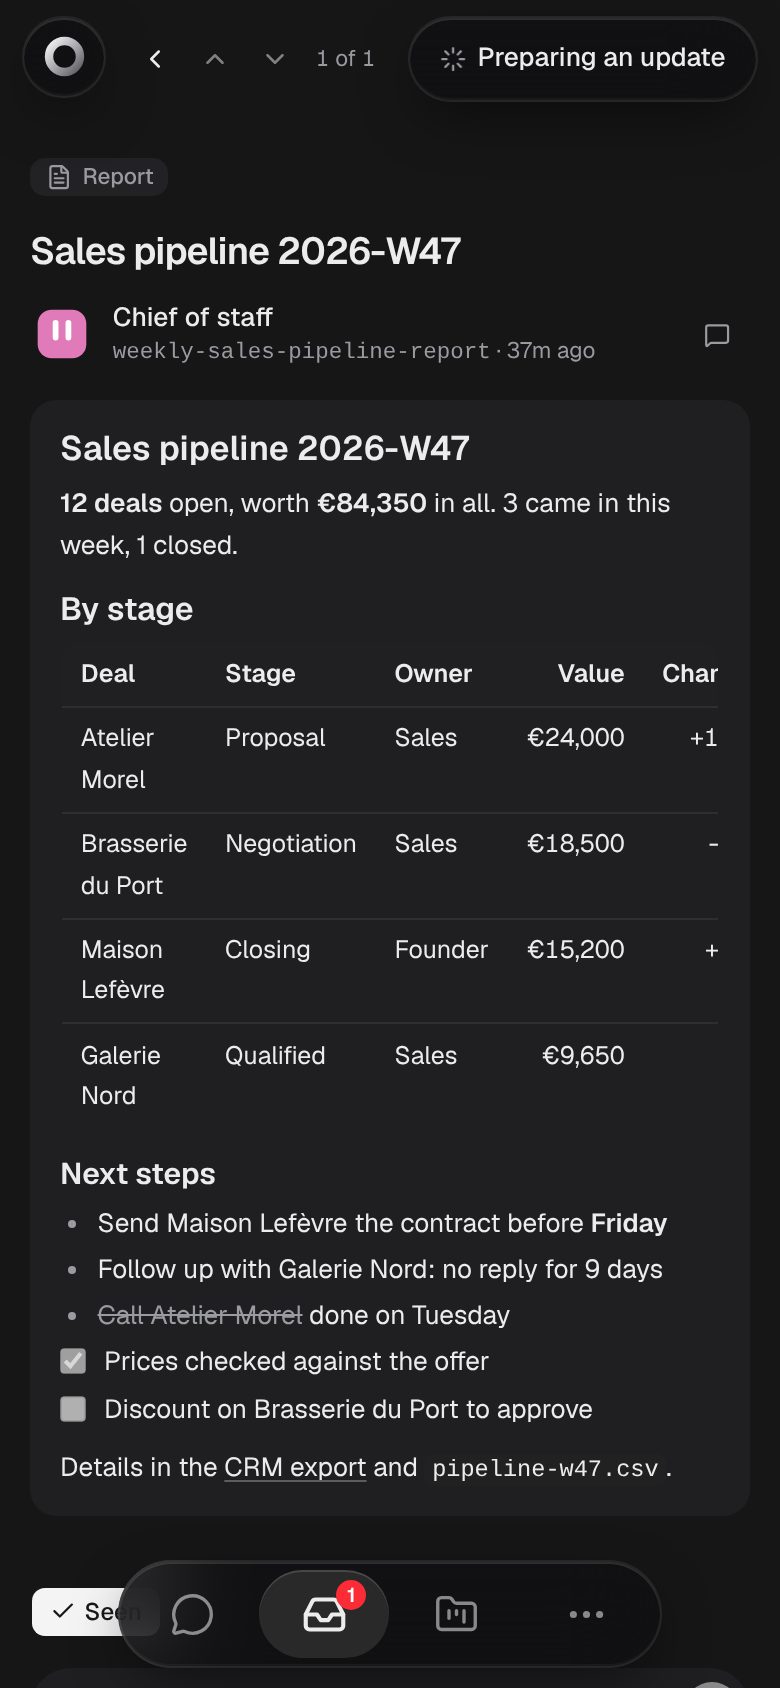 1 of 1
Preparing an update
Report
Sales pipeline 2026-W47
Chief of staff
weekly-sales-pipeline-report · 37m ago
Sales pipeline 2026-W47
12 deals open, worth €84,350 in all. 3 came in this
week, 1 closed.
By stage
Deal Stage Owner Value Char
Atelier Proposal Sales €24,000 +1
Morel
Brasserie Negotiation Sales €18,500 -
du Port
Maison Closing Founder €15,200 +
Lefèvre
Galerie Qualified Sales €9,650
Nord
Next steps
• Send Maison Lefèvre the contract before Friday
• Follow up with Galerie Nord: no reply for 9 days
• Call Atelier Morel done on Tuesday
Prices checked against the offer
Discount on Brasserie du Port to approve
Details in the CRM export and pipeline-w47.csv.
Seen
1